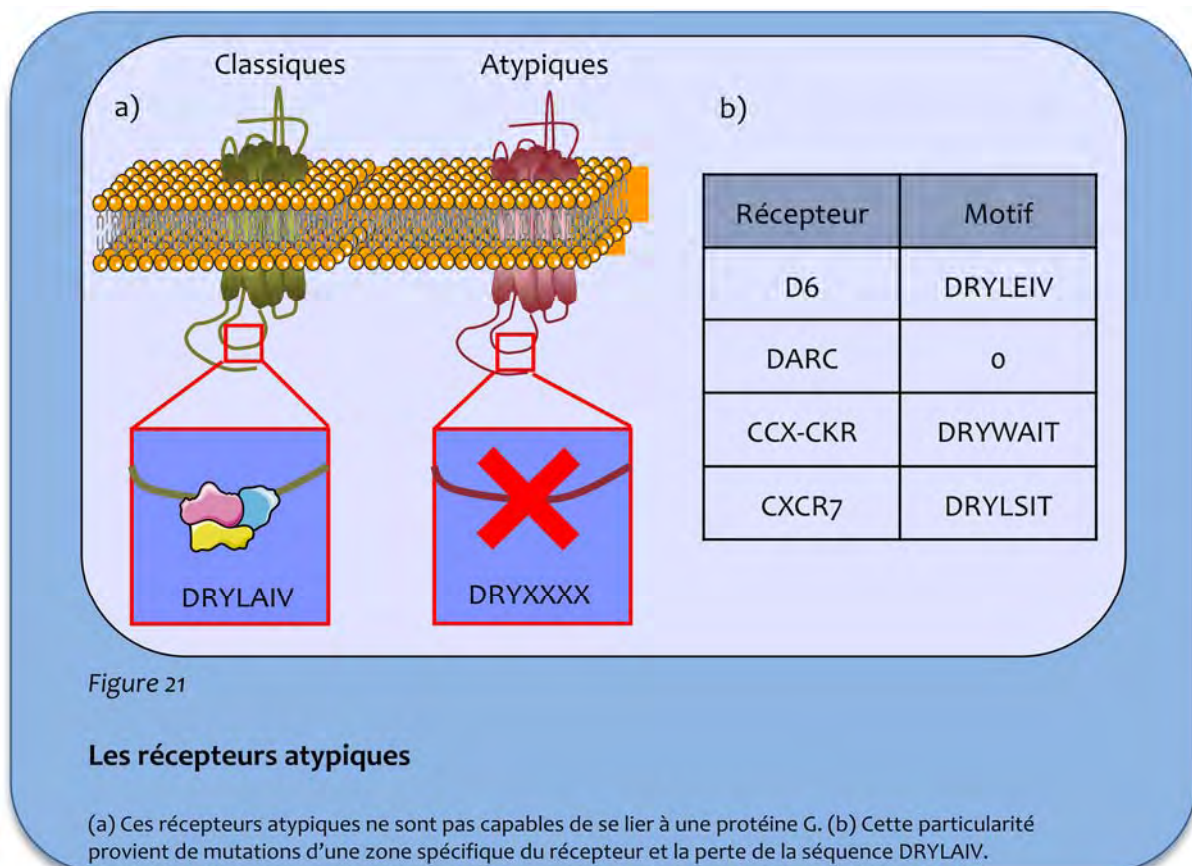 Classiques Atypiques
a) b)
Récepteur Motif
D6 DRYLEIV
DARC 0
CCX-CKR DRYWAIT
CXCR7 DRYLSIT
DRYLAIV DRYXXXX
Figure 21
Les récepteurs atypiques
(a) Ces récepteurs atypiques ne sont pas capables de se lier à une protéine G. (b) Cette particularité
provient de mutations d'une zone spécifique du récepteur et la perte de la séquence DRYLAIV.